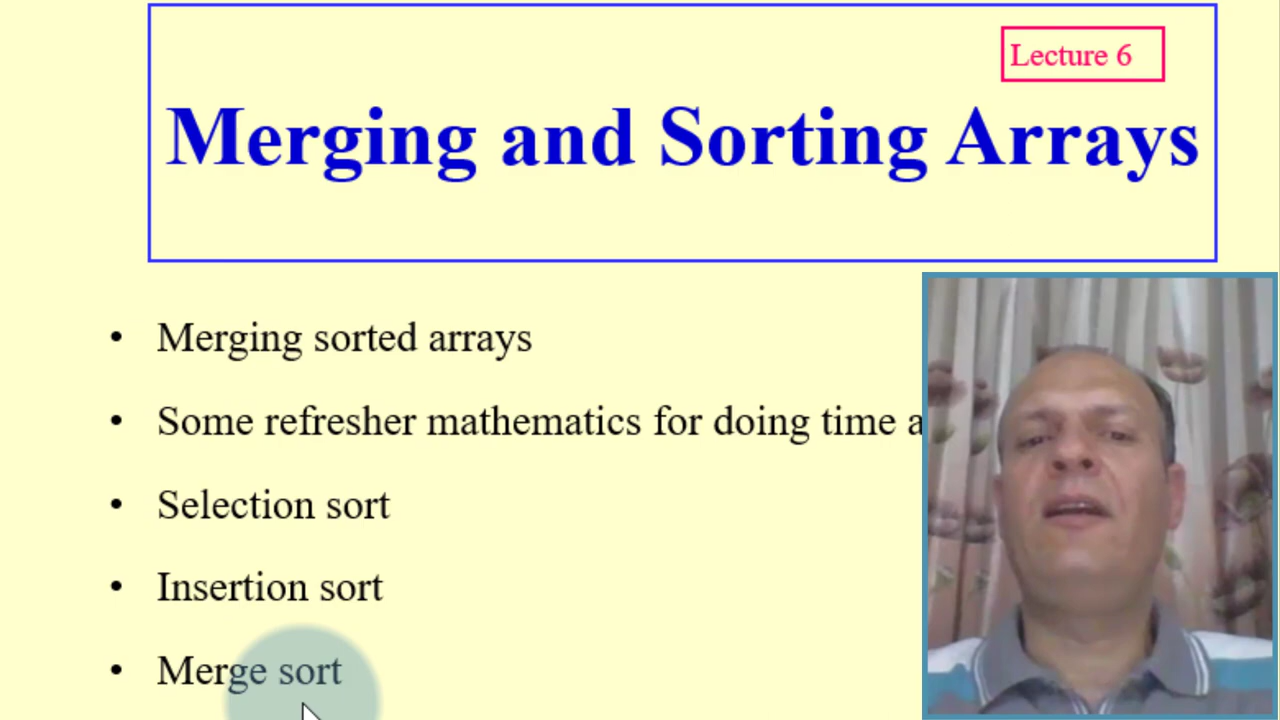 Lecture 6
Merging and Sorting Arrays
• Merging sorted arrays
• Some refresher mathematics for doing time
• Selection sort
• Insertion sort
• Merge sort